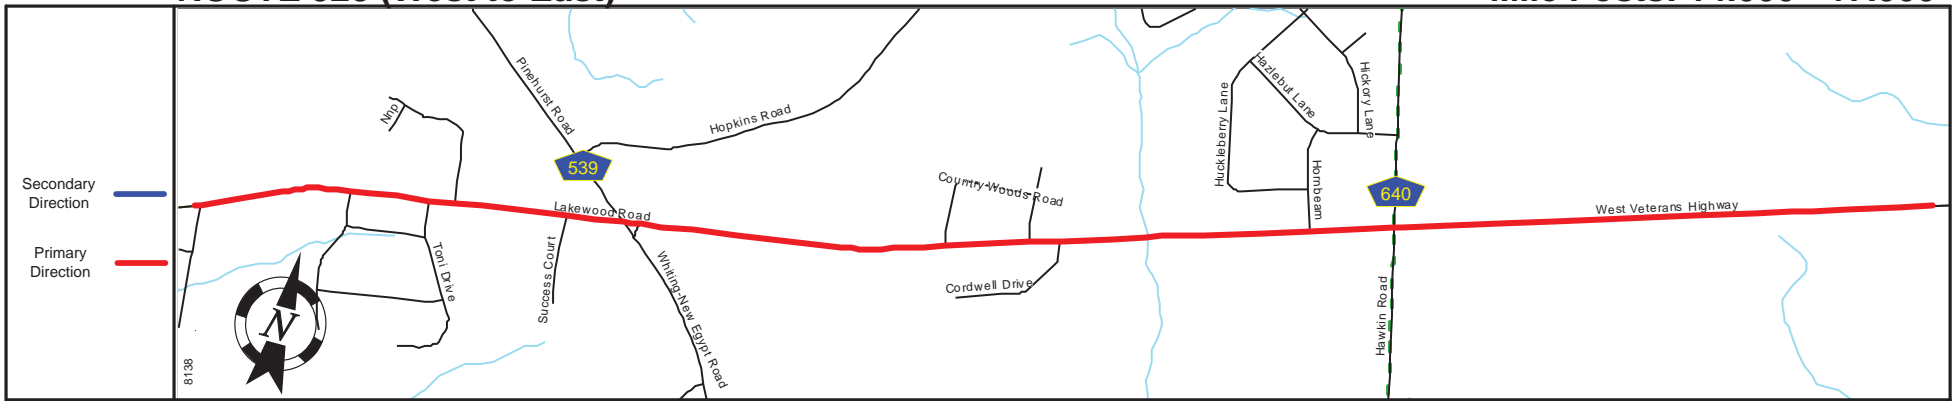 Secondary
Direction
Primary
Direction
Pinehurst Road
Nnp
Hopkins Road
539
Lakewood Road
Toni Drive
Success Court
Whiting-New Egypt Road
8138
N
Country Woods Road
Cordwell Drive
Huckleberry Lane
Hazlebut Lane
Hickory Lane
Hornbeam
640
Hawkin Road
West Veterans Highway